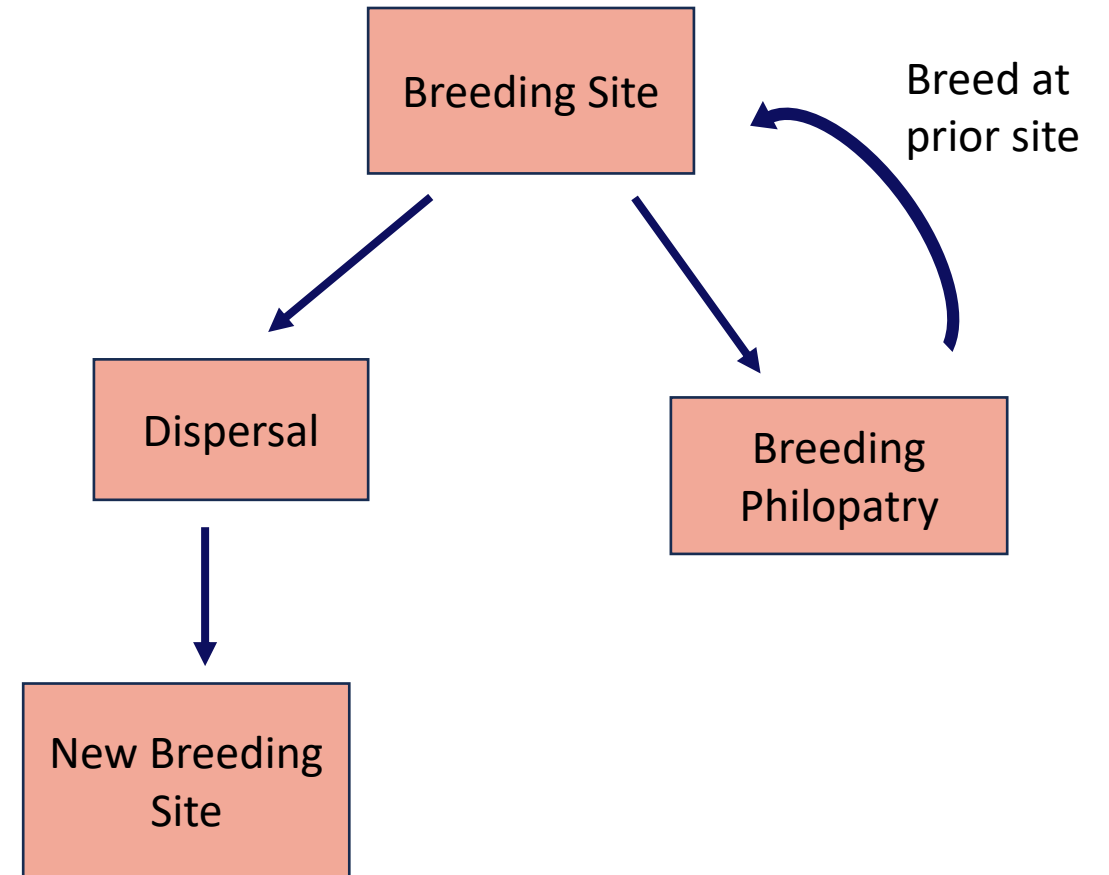 Breeding Site
Breed at
prior site
Dispersal
Breeding
Philopatry
New Breeding
Site